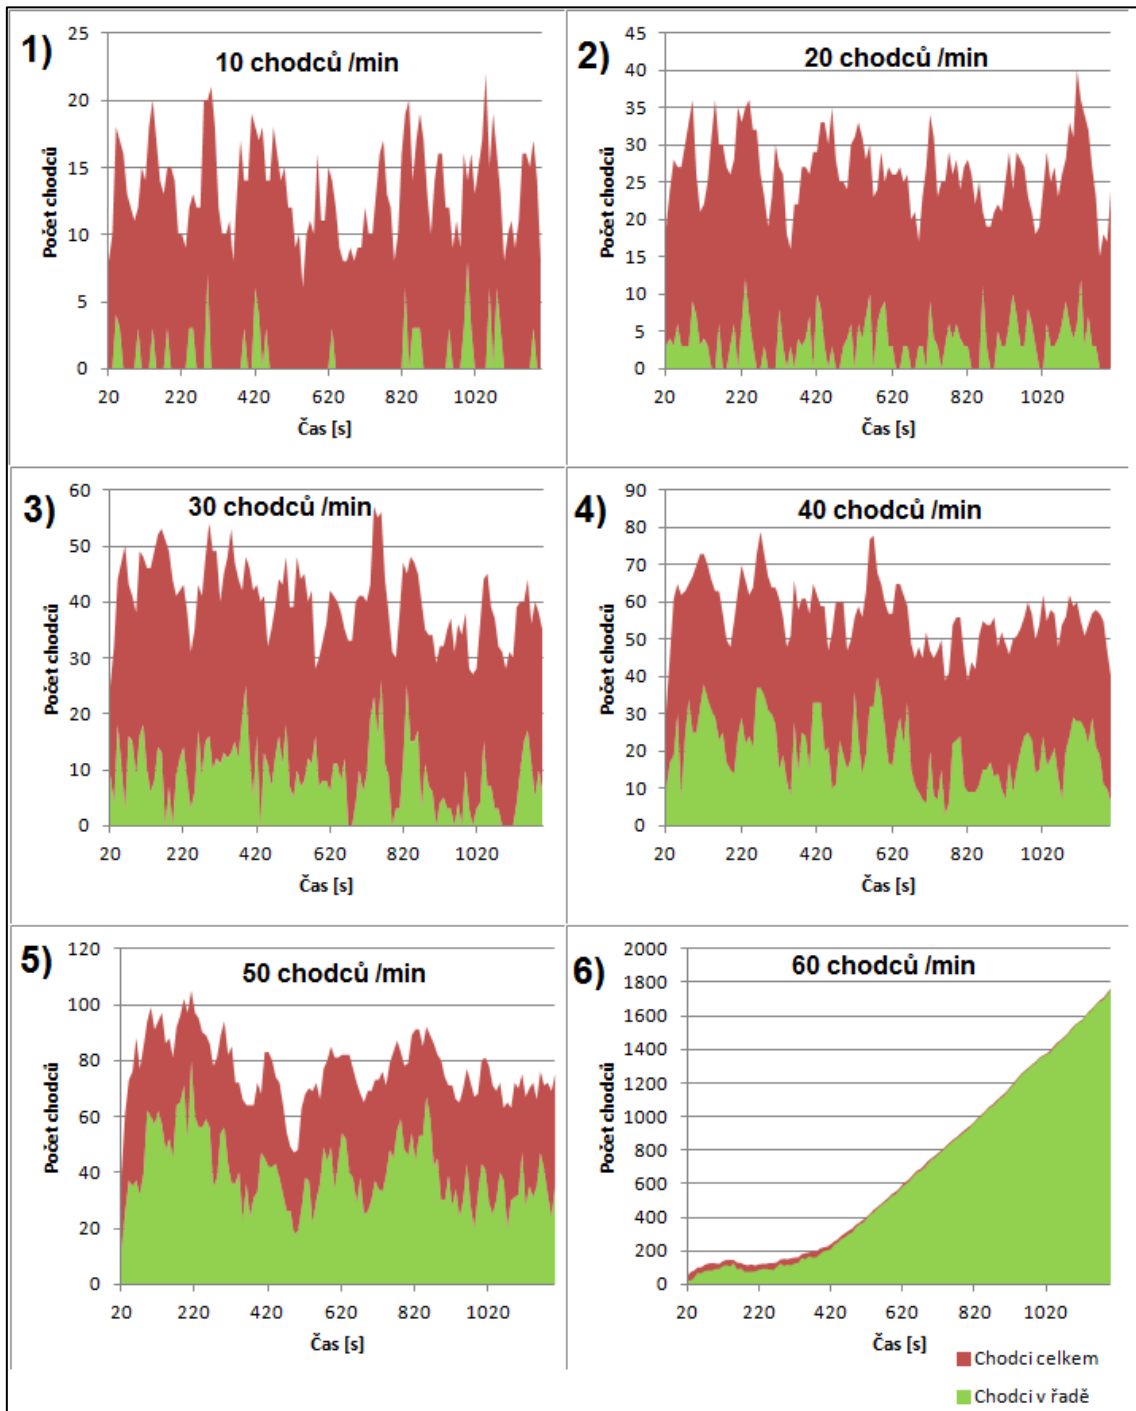 1)
10 chodců /min
25
20
15
10
5
0
Počet chodců
20 220 420 620 820 1020
Čas [s]
2)
20 chodců /min
45
40
35
30
25
20
15
10
5
0
Počet chodců
20 220 420 620 820 1020
Čas [s]
3)
30 chodců /min
60
50
40
30
20
10
0
Počet chodců
20 220 420 620 820 1020
Čas [s]
4)
40 chodců /min
90
80
70
60
50
40
30
20
10
0
Počet chodců
20 220 420 620 820 1020
Čas [s]
5)
50 chodců /min
120
100
80
60
40
20
0
Počet chodců
20 220 420 620 820 1020
Čas [s]
6)
60 chodců /min
2000
1800
1600
1400
1200
1000
800
600
400
200
0
Počet chodců
20 220 420 620 820 1020
Čas [s]
Chodci celkem
Chodci v řadě